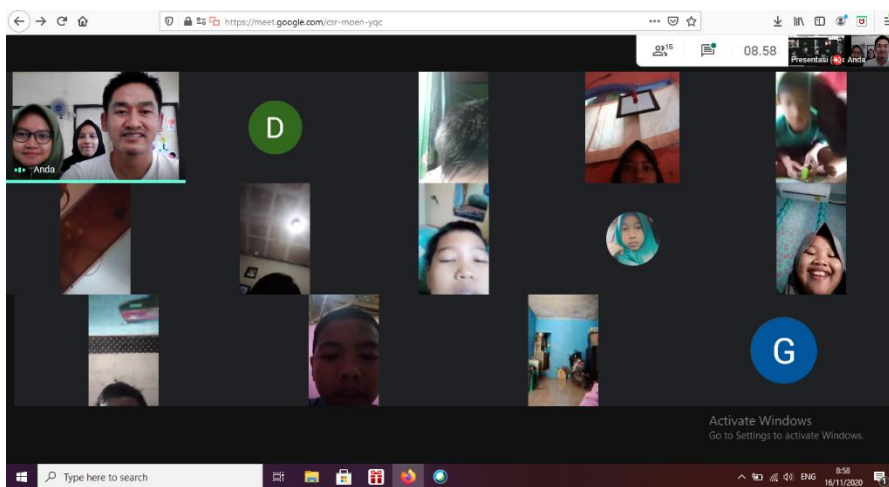 https://meet.google.com/csr-moen-yqc
15
08.58
Presentasi
Anda
Anda
D
G
Activate Windows
Go to Settings to activate Windows.
Type here to search
ENG
8:58
16/11/2020